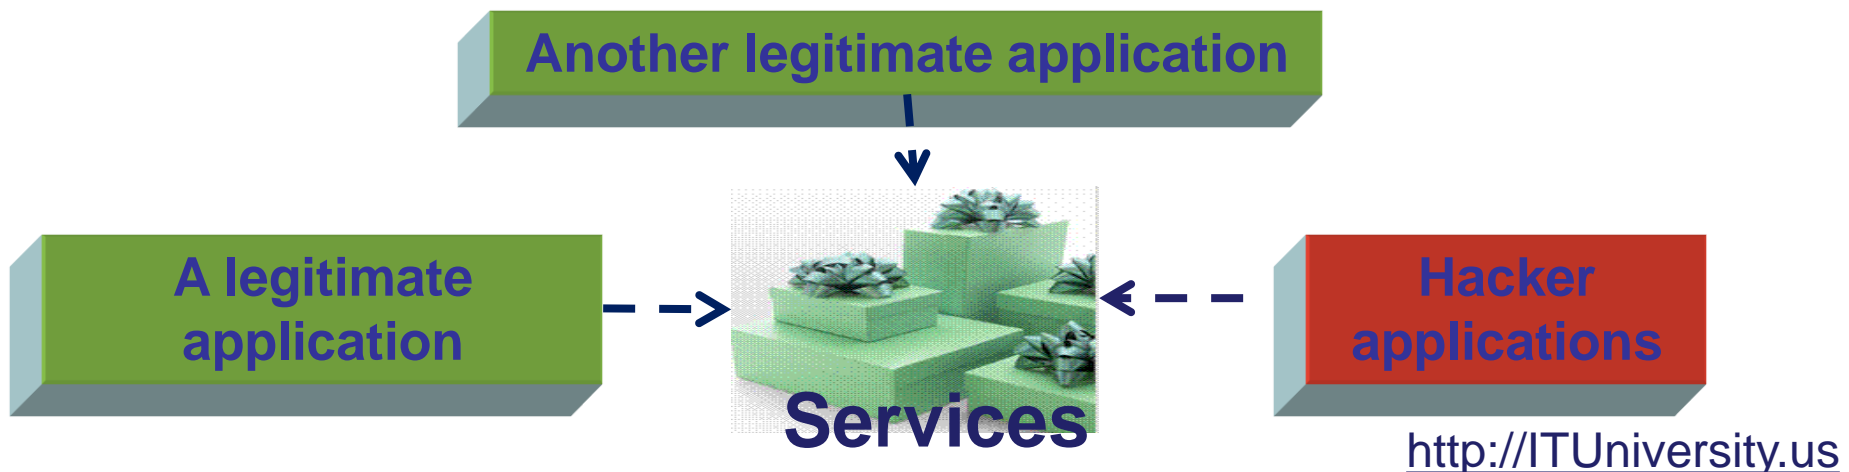 Another legitimate application
A legitimate
application
Hacker
applications
Services
http://ITUniversity.us